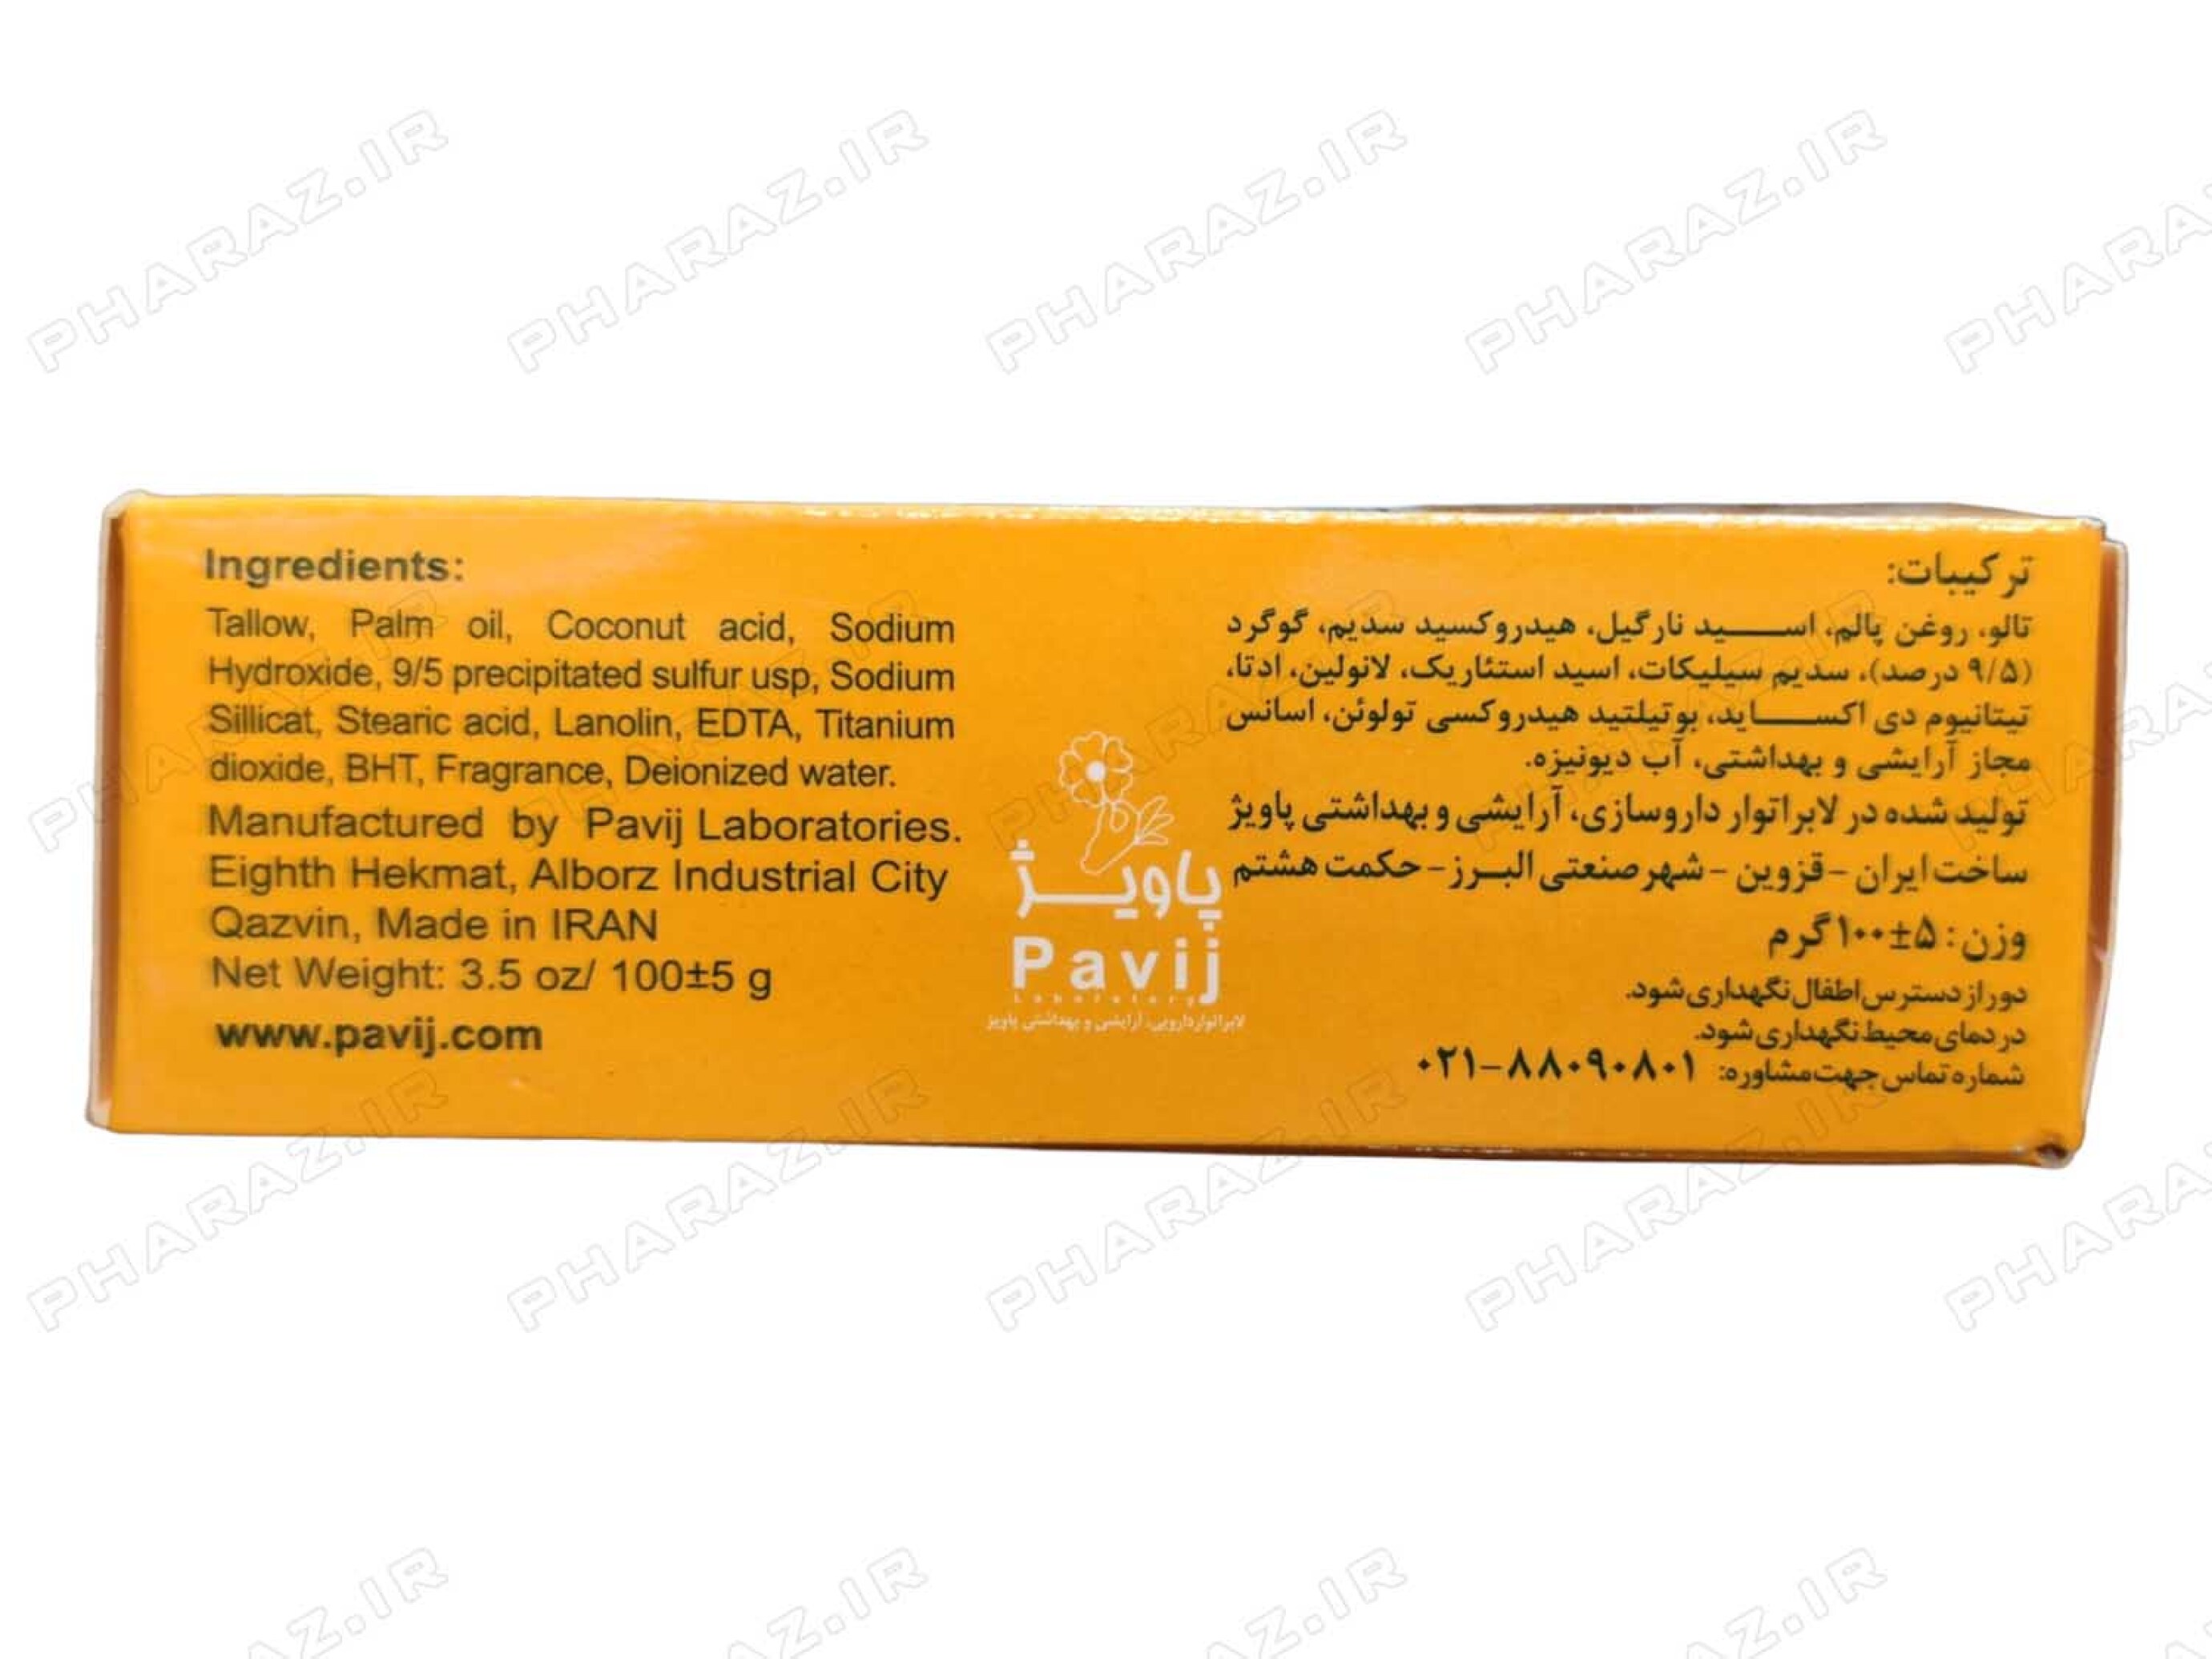 Ingredients:
Tallow, Palm oil, Coconut acid, Sodium
Hydroxide, 9/5 precipitated sulfur usp, Sodium
Sillicat, Stearic acid, Lanolin, EDTA, Titanium
dioxide, BHT, Fragrance, Deionized water.
Manufactured by Pavij Laboratories.
Eighth Hekmat, Alborz Industrial City
Qazvin, Made in IRAN
Net Weight: 3.5 oz/ 100±5 g
www.pavij.com
پاویژ
Pavij
Laboratory
لابراتوار دارویی، آرایشی و بهداشتی پاویژ
ترکیبات:
تالو، روغن پالم، اسید نارگیل، هیدروکسید سدیم، گوگرد
(۹/۵ درصد)، سدیم سیلیکات، اسید استئاریک، لانولین، ادتا،
تیتانیوم دی اکساید، بوتیلتید هیدروکسی تولوئن، اسانس
مجاز آرایشی و بهداشتی، آب دیونیزه.
تولید شده در لابراتوار داروسازی، آرایشی و بهداشتی پاویژ
ساخت ایران - قزوین - شهر صنعتی البرز - حکمت هشتم
وزن: ۵±۱۰۰ گرم
دور از دسترس اطفال نگهداری شود.
در دمای محیط نگهداری شود.
شماره تماس جهت مشاوره: ۰۲۱-۸۸۰۹۰۸۰۱
PHARAZ.IR